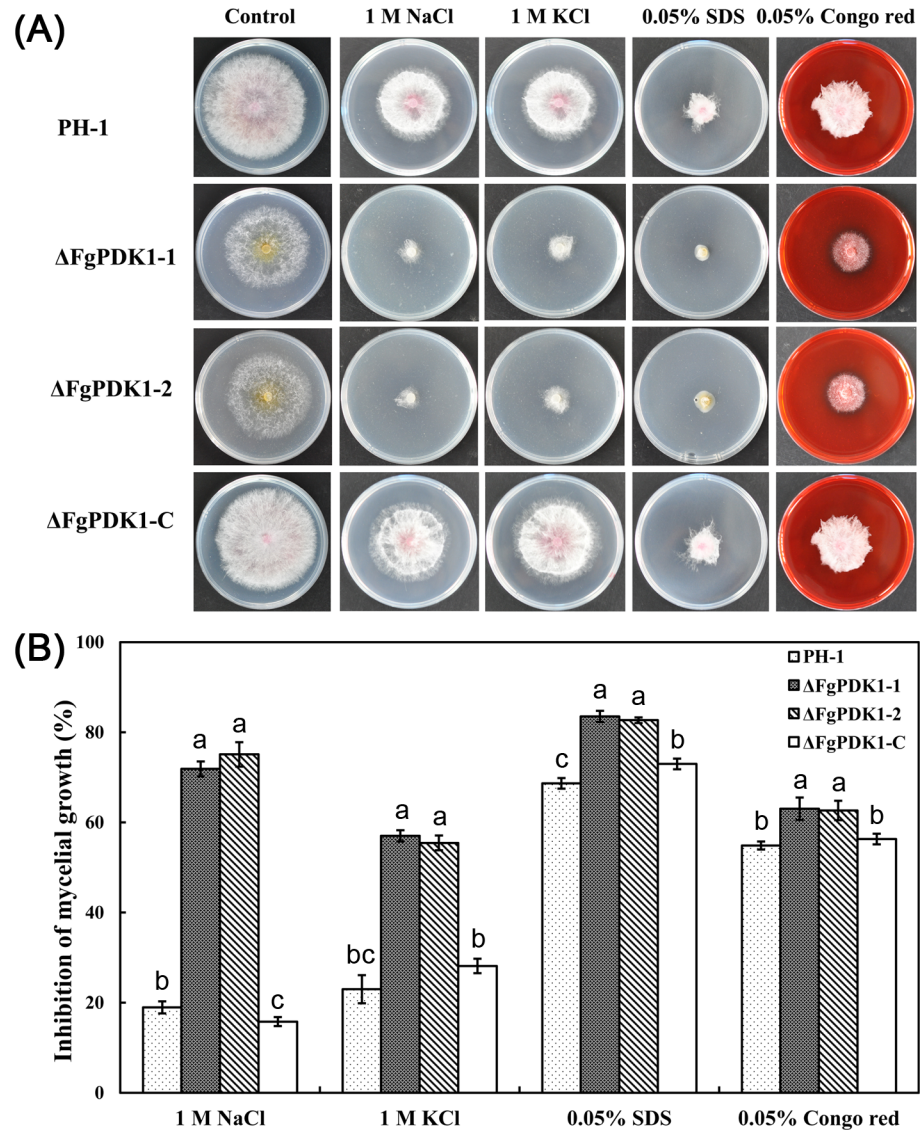 (A)
Control 1 M NaCl 1 M KCl 0.05% SDS 0.05% Congo red
PH-1
ΔFgPDK1-1
ΔFgPDK1-2
ΔFgPDK1-C
(B)
Inhibition of mycelial growth (%)
100
80
60
40
20
0
PH-1
ΔFgPDK1-1
ΔFgPDK1-2
ΔFgPDK1-C
b a a c
bc a a b
c a a b
b a a b
1 M NaCl 1 M KCl 0.05% SDS 0.05% Congo red